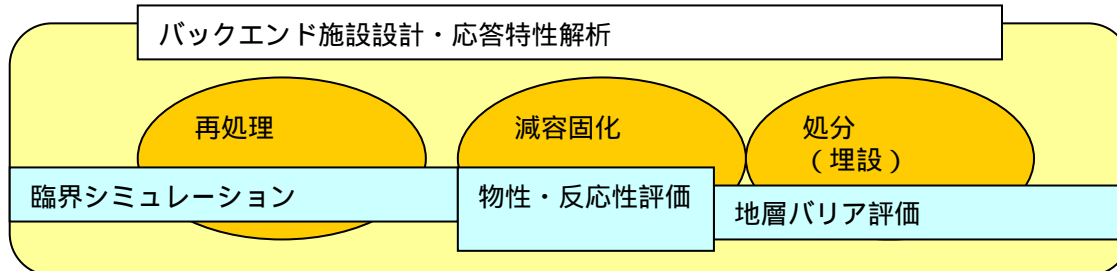 バックエンド施設設計・応答特性解析
再処理
減容固化
処分
（埋設）
臨界シミュレーション
物性・反応性評価
地層バリア評価